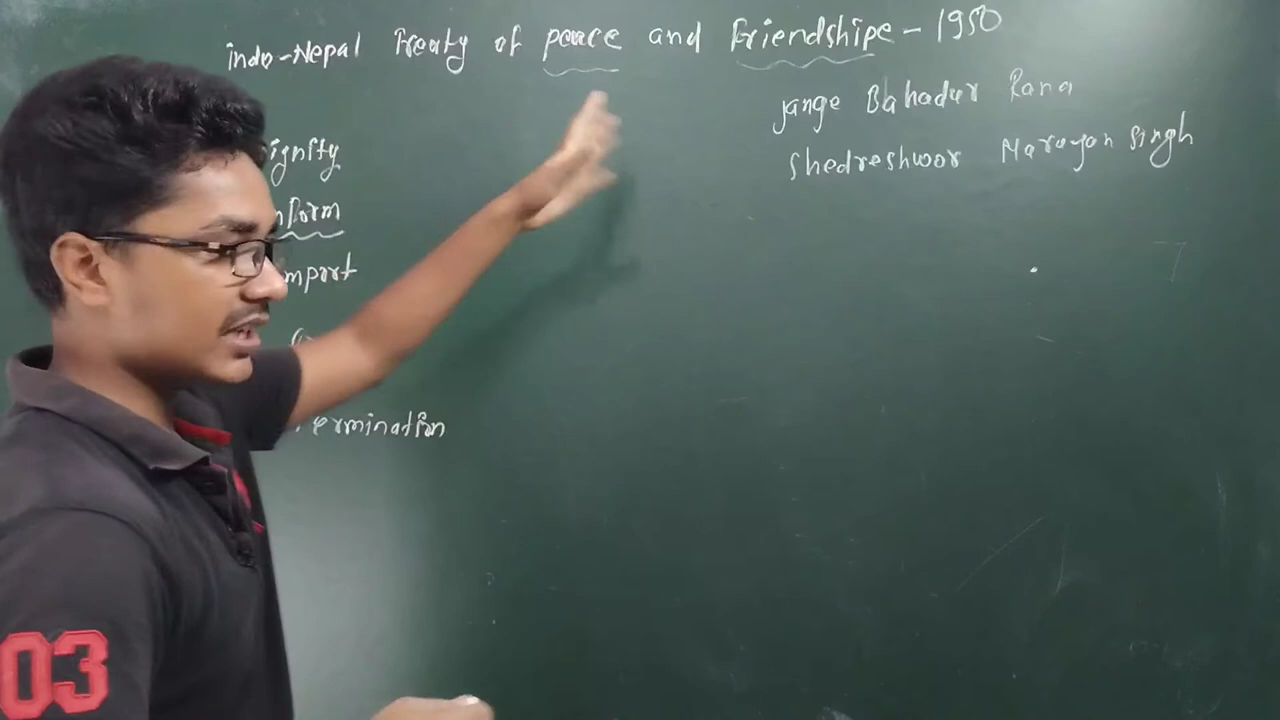 indo-Nepal Treaty of peace and Friendshipe - 1950
jange Bahadur Rana
Shedreshwor Narayan Singh
ignity
nform
mport
ermination
03